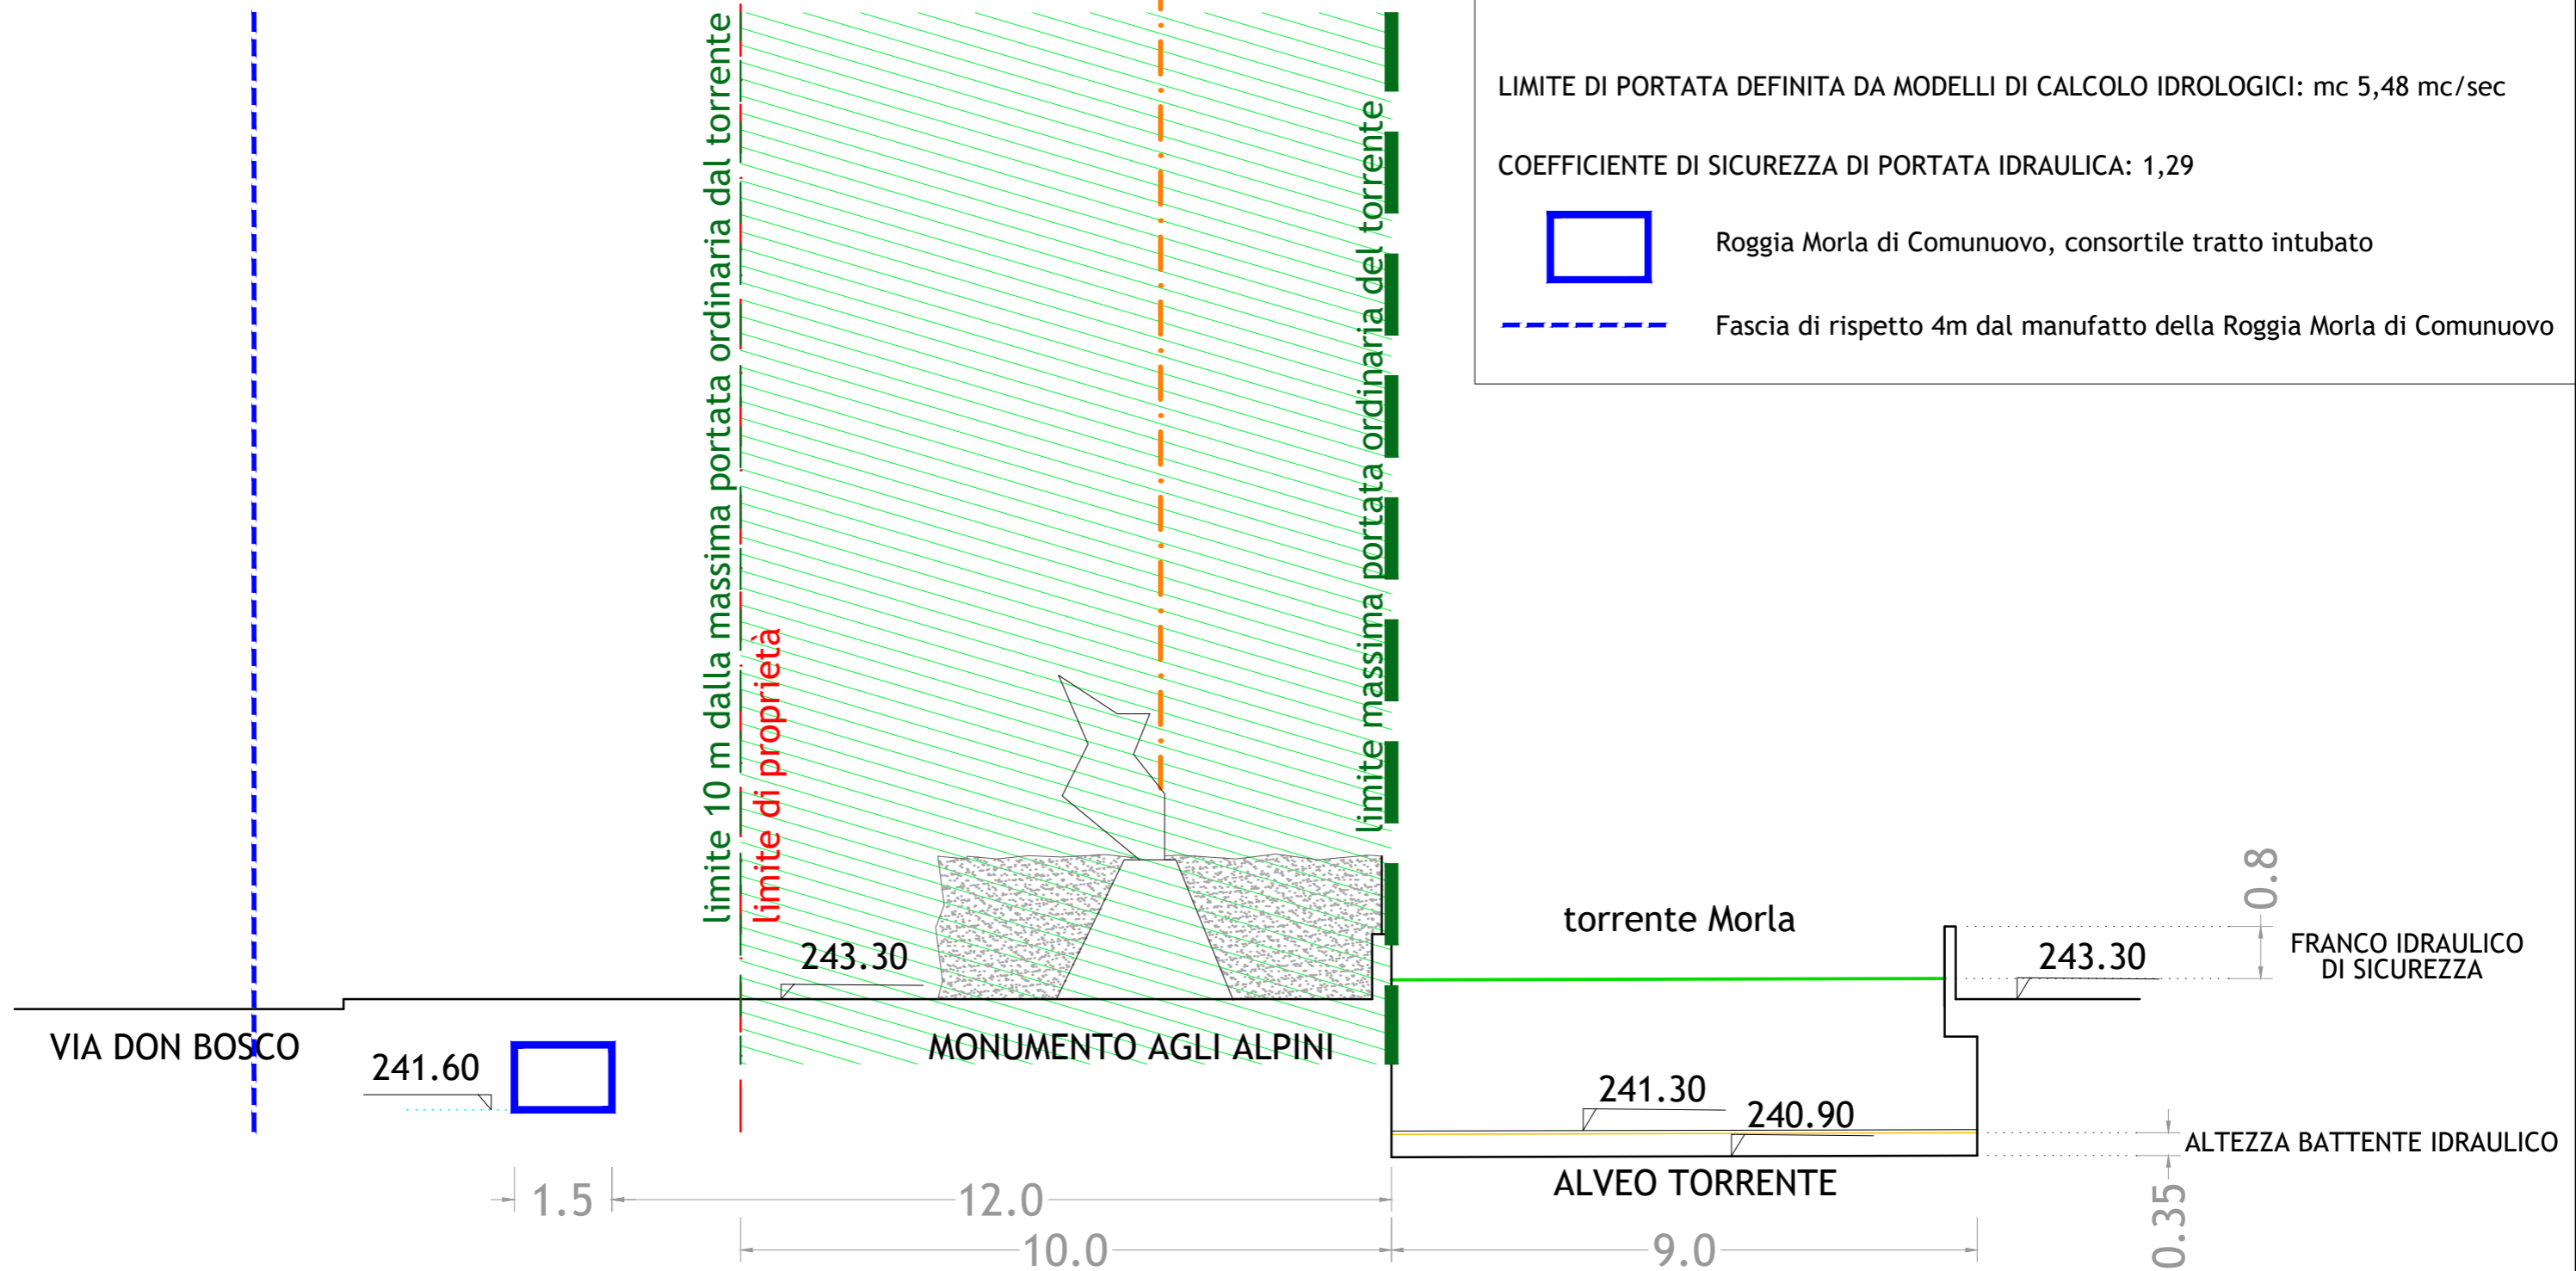 LIMITE DI PORTATA DEFINITA DA MODELLI DI CALCOLO IDROLOGICI: mc 5,48 mc/sec
COEFFICIENTE DI SICUREZZA DI PORTATA IDRAULICA: 1,29
Roggia Morla di Comunuovo, consortile tratto intubato
Fascia di rispetto 4m dal manufatto della Roggia Morla di Comunuovo
limite 10 m dalla massima portata ordinaria dal torrente
limite di proprietà
limite massima portata ordinaria del torrente
torrente Morla
0.8
FRANCO IDRAULICO
DI SICUREZZA
243.30
243.30
VIA DON BOSCO
MONUMENTO AGLI ALPINI
241.60
241.30
240.90
ALTEZZA BATTENTE IDRAULICO
ALVEO TORRENTE
0.35
1.5
12.0
10.0
9.0